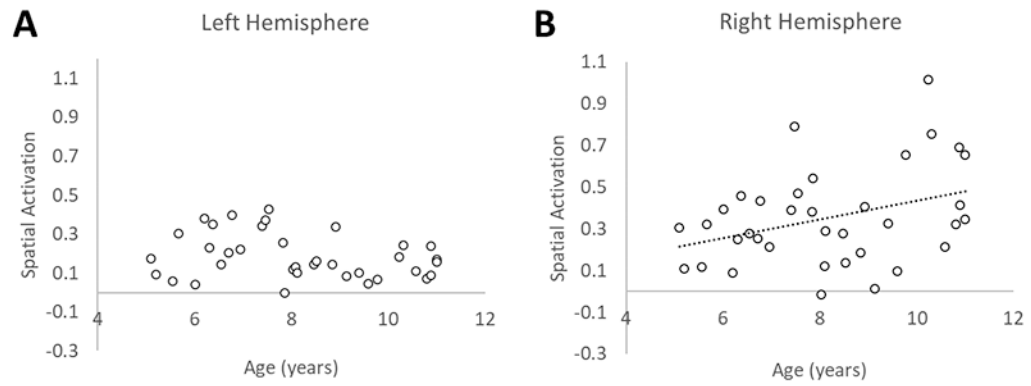 A
Left Hemisphere
Spatial Activation
1.1
0.9
0.7
0.5
0.3
0.1
-0.1
-0.3
4 6 8 10 12
Age (years)
B
Right Hemisphere
Spatial Activation
1.1
0.9
0.7
0.5
0.3
0.1
-0.1
-0.3
4 6 8 10 12
Age (years)